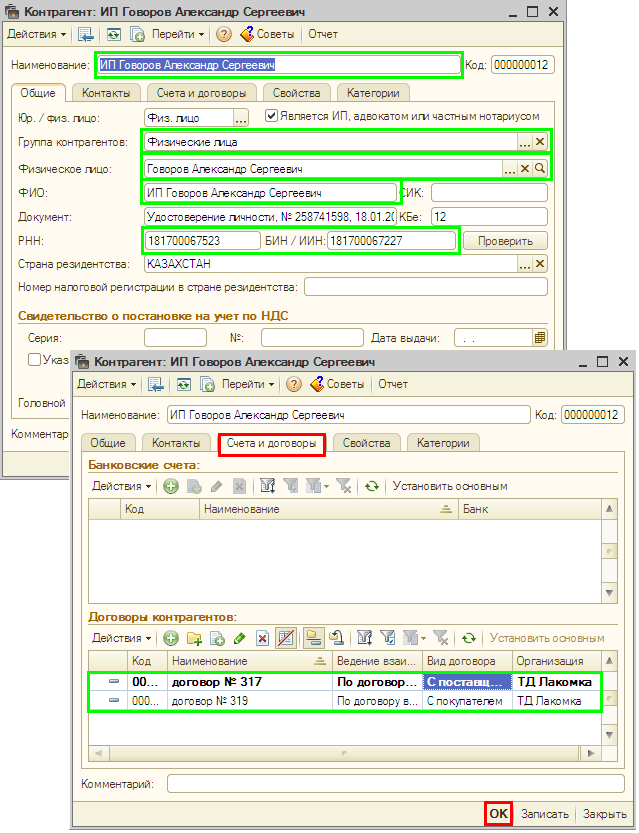 Контрагент: ИП Говоров Александр Сергеевич
Действия Перейти ? Советы Отчет
Наименование: ИП Говоров Александр Сергеевич Код: 000000012
Общие Контакты Счета и договоры Свойства Категории
Юр. / физ. лицо: Физ. лицо ... Является ИП, адвокатом или частным нотариусом
Группа контрагентов: Физические лица ...
Физическое лицо: Говоров Александр Сергеевич ...
ФИО: ИП Говоров Александр Сергеевич СИК:
Документ: Удостоверение личности, № 258741598, 18.01.20 КБе: 12
РНН: 181700067523 БИН / ИИН: 181700067227 Проверить
Страна резидентства: КАЗАХСТАН ...
Номер налоговой регистрации в стране резидентства:
Свидетельство о постановке на учет по НДС
Серия: №: Дата выдачи: . .
Указ
Головной
Комментар
Контрагент: ИП Говоров Александр Сергеевич
Действия Перейти ? Советы Отчет
Наименование: ИП Говоров Александр Сергеевич Код: 000000012
Общие Контакты Счета и договоры Свойства Категории
Банковские счета:
Действия Установить основным
Код Наименование Банк
Договоры контрагентов:
Действия Установить основным
Код Наименование Ведение взаи... Вид договора Организация
00... договор № 317 По договор... С поставщ... ТД Лакомка
000... договор № 319 По договору в... С покупателем ТД Лакомка
Комментарий:
OK Записать Закрыть